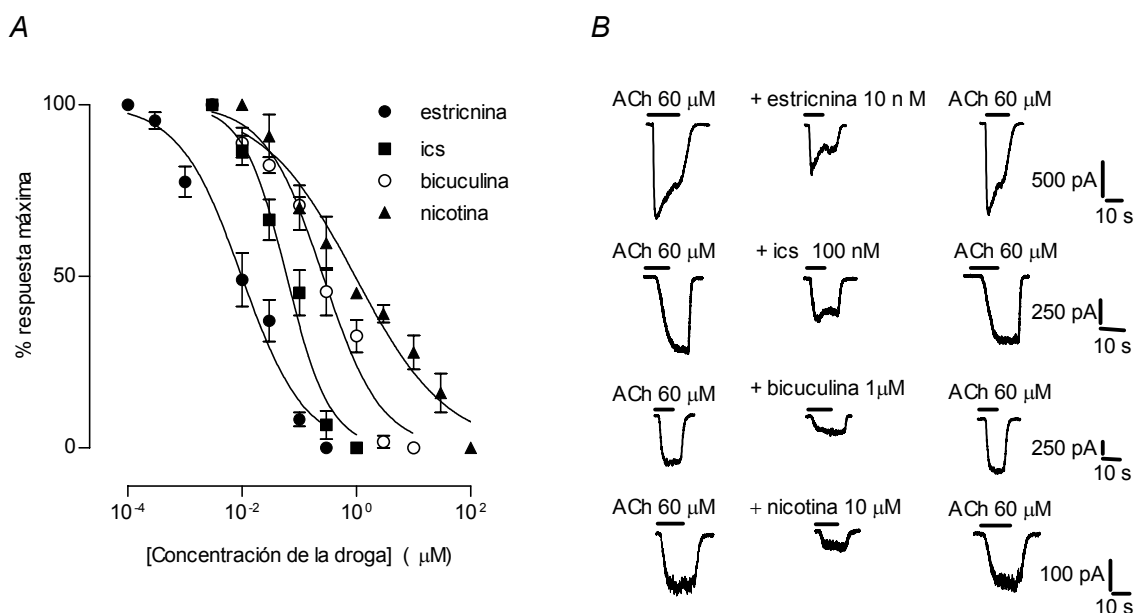 A
% respuesta máxima
100
50
0
10-4
10-2
100
102
[Concentración de la droga] ( μM)
estricnina
ics
bicuculina
nicotina
B
ACh 60 μM
+ estricnina 10 n M
ACh 60 μM
500 pA
10 s
ACh 60 μM
+ ics 100 nM
ACh 60 μM
250 pA
10 s
ACh 60 μM
+ bicuculina 1μM
ACh 60 μM
250 pA
10 s
ACh 60 μM
+ nicotina 10 μM
ACh 60 μM
100 pA
10 s